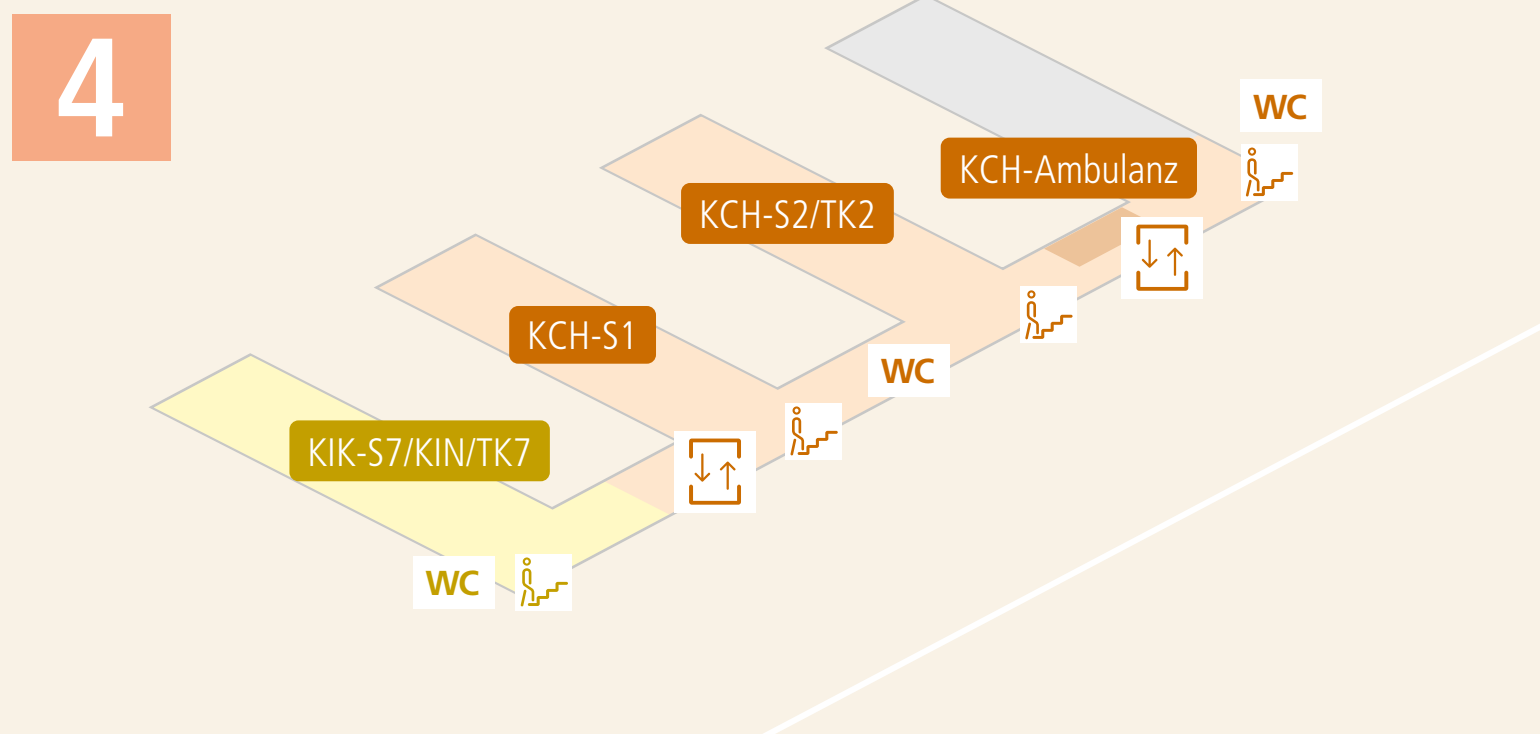 4
WC
KCH-Ambulanz
KCH-S2/TK2
KCH-S1
WC
KIK-S7/KIN/TK7
WC